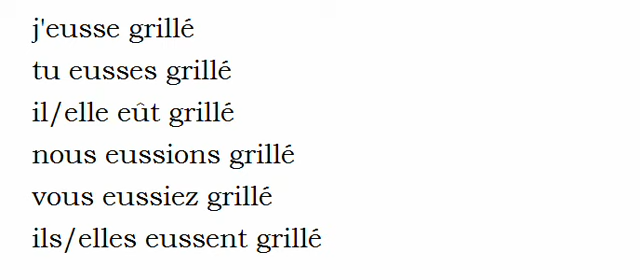 j'eusse grillé
tu eusses grillé
il/elle eût grillé
nous eussions grillé
vous eussiez grillé
ils/elles eussent grillé